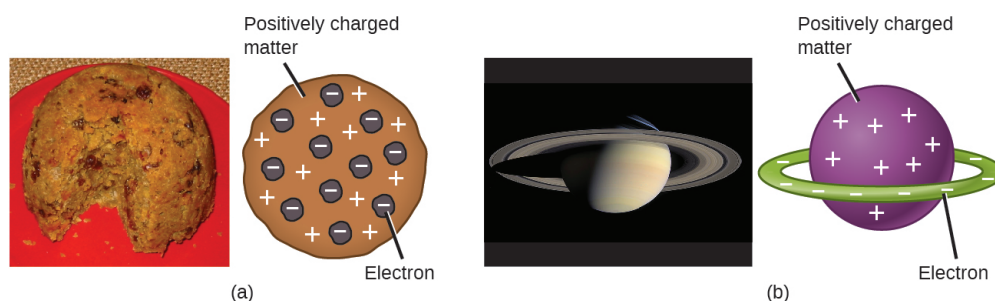 Positively charged
matter
Electron
(a)
Positively charged
matter
Electron
(b)